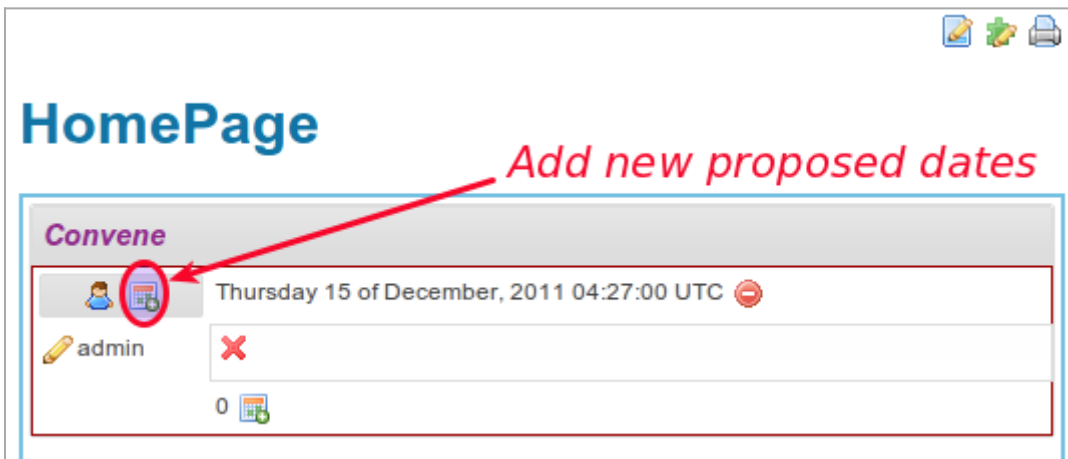 HomePage
Add new proposed dates
Convene
Thursday 15 of December, 2011 04:27:00 UTC
admin
0